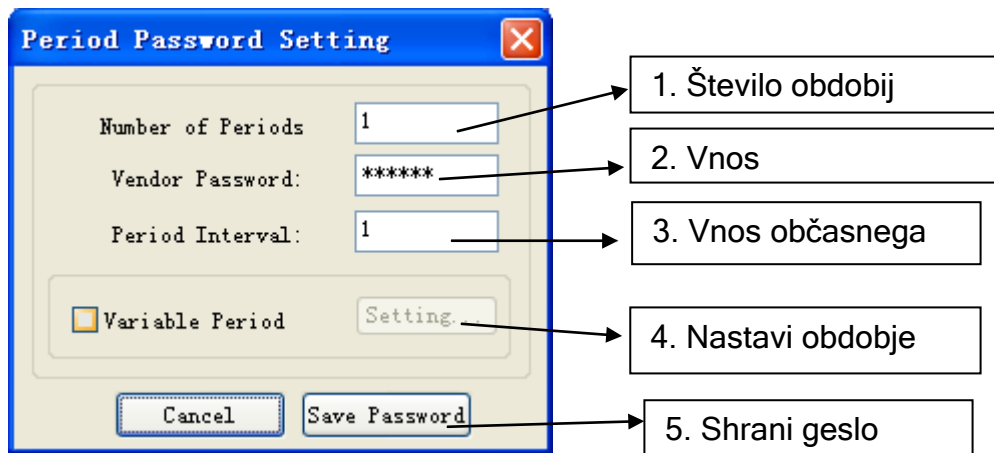 Period Password Setting
Number of Periods 1
1. Število obdobij
Vendor Password: ******
2. Vnos
Period Interval: 1
3. Vnos občasnega
Variable Period Setting...
4. Nastavi obdobje
Cancel Save Password
5. Shrani geslo